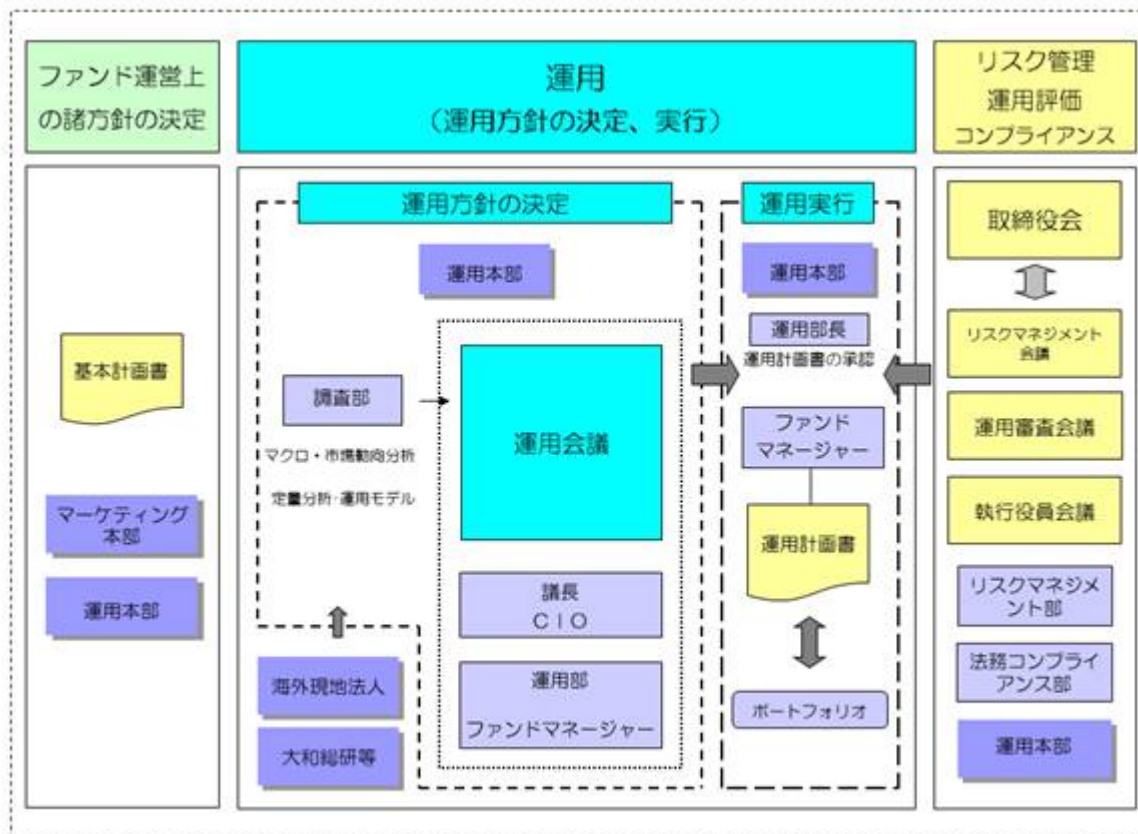 ファンド運営上
の諸方針の決定
運用
（運用方針の決定、実行）
リスク管理
運用評価
コンプライアンス
基本計画書
マーケティング
本部
運用本部
運用方針の決定
運用本部
調査部
マクロ・市場動向分析
定量分析・運用モデル
運用会議
議長
ＣＩＯ
運用部
ファンドマネージャー
海外現地法人
大和総研等
運用実行
運用本部
運用部長
運用計画書の承認
ファンド
マネージャー
運用計画書
ポートフォリオ
取締役会
リスクマネジメント
会議
運用審査会議
執行役員会議
リスクマネジメ
ント部
法務コンプライ
アンス部
運用本部